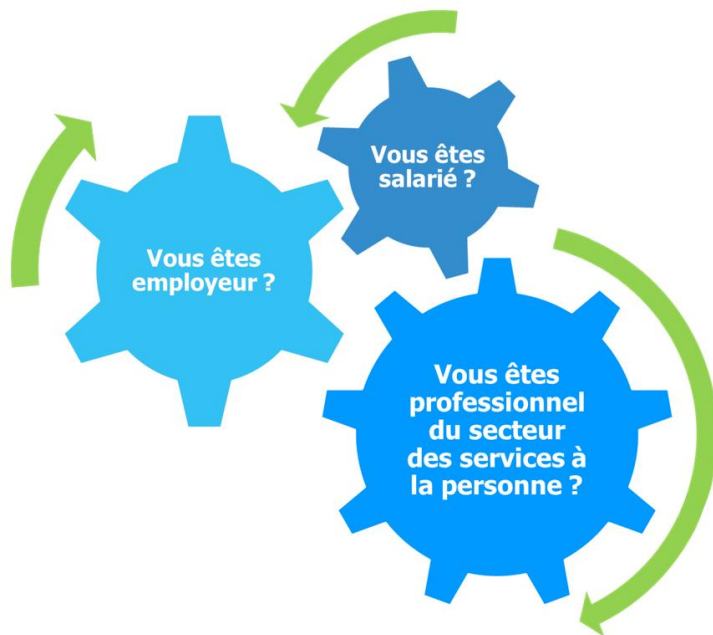 Vous êtes
salarié ?
Vous êtes
employeur ?
Vous êtes
professionnel
du secteur
des services à
la personne ?